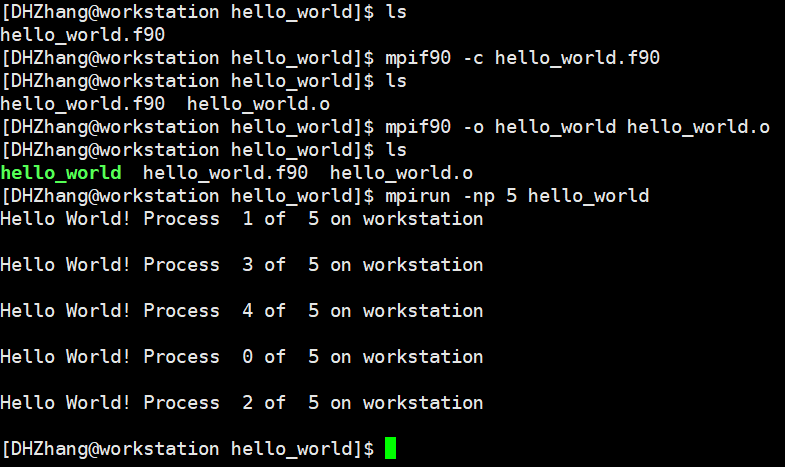 [DHZhang@workstation hello_world]$ ls
hello_world.f90
[DHZhang@workstation hello_world]$ mpif90 -c hello_world.f90
[DHZhang@workstation hello_world]$ ls
hello_world.f90  hello_world.o
[DHZhang@workstation hello_world]$ mpif90 -o hello_world hello_world.o
[DHZhang@workstation hello_world]$ ls
hello_world  hello_world.f90  hello_world.o
[DHZhang@workstation hello_world]$ mpirun -np 5 hello_world
Hello World! Process  1 of  5 on workstation
Hello World! Process  3 of  5 on workstation
Hello World! Process  4 of  5 on workstation
Hello World! Process  0 of  5 on workstation
Hello World! Process  2 of  5 on workstation
[DHZhang@workstation hello_world]$